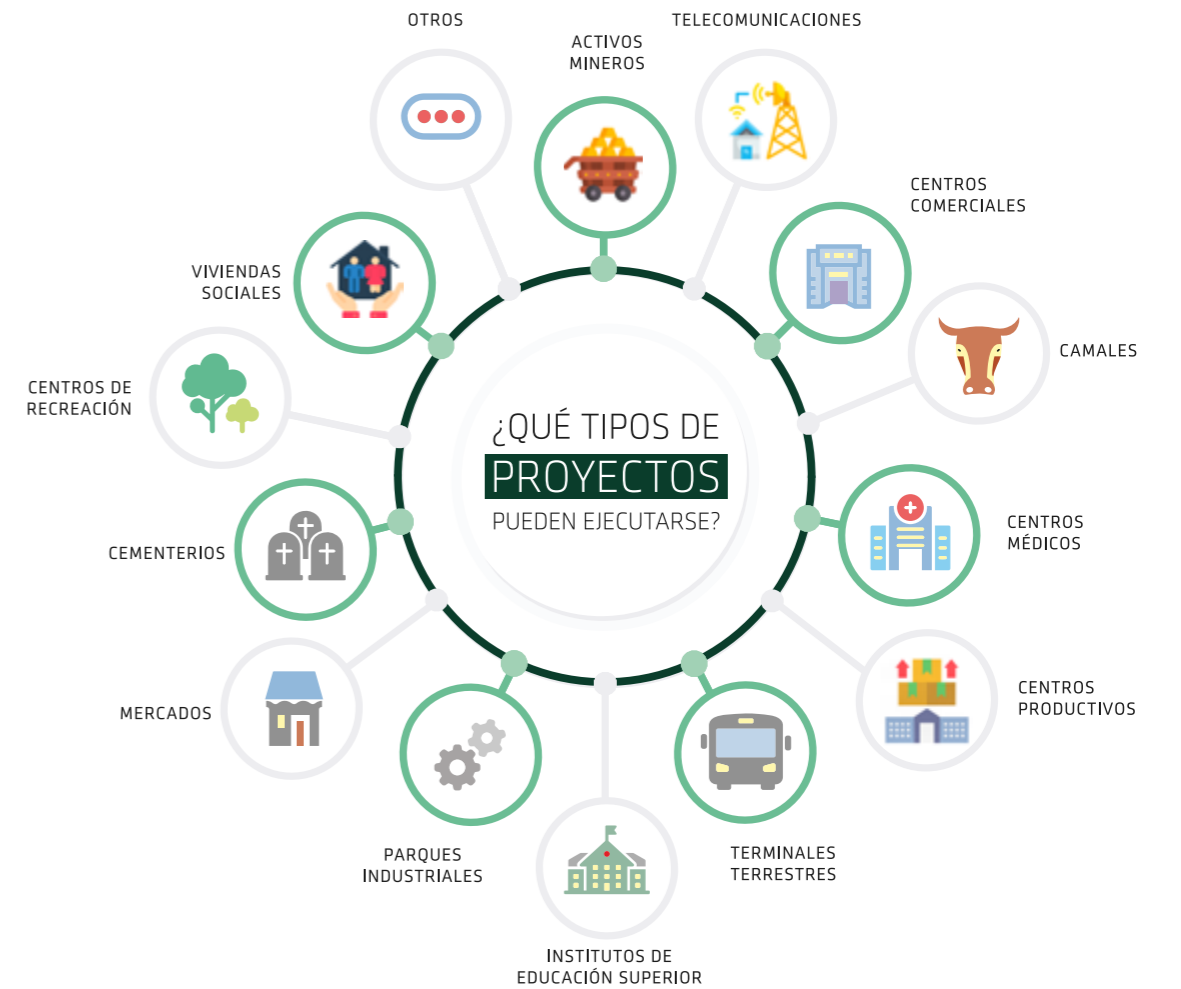 ¿QUÉ TIPOS DE
PROYECTOS
PUEDEN EJECUTARSE?
OTROS
ACTIVOS
MINEROS
TELECOMUNICACIONES
CENTROS
COMERCIALES
CAMALES
CENTROS
MÉDICOS
CENTROS
PRODUCTIVOS
TERMINALES
TERRESTRES
INSTITUTOS DE
EDUCACIÓN SUPERIOR
PARQUES
INDUSTRIALES
MERCADOS
CEMENTERIOS
CENTROS DE
RECREACIÓN
VIVIENDAS
SOCIALES